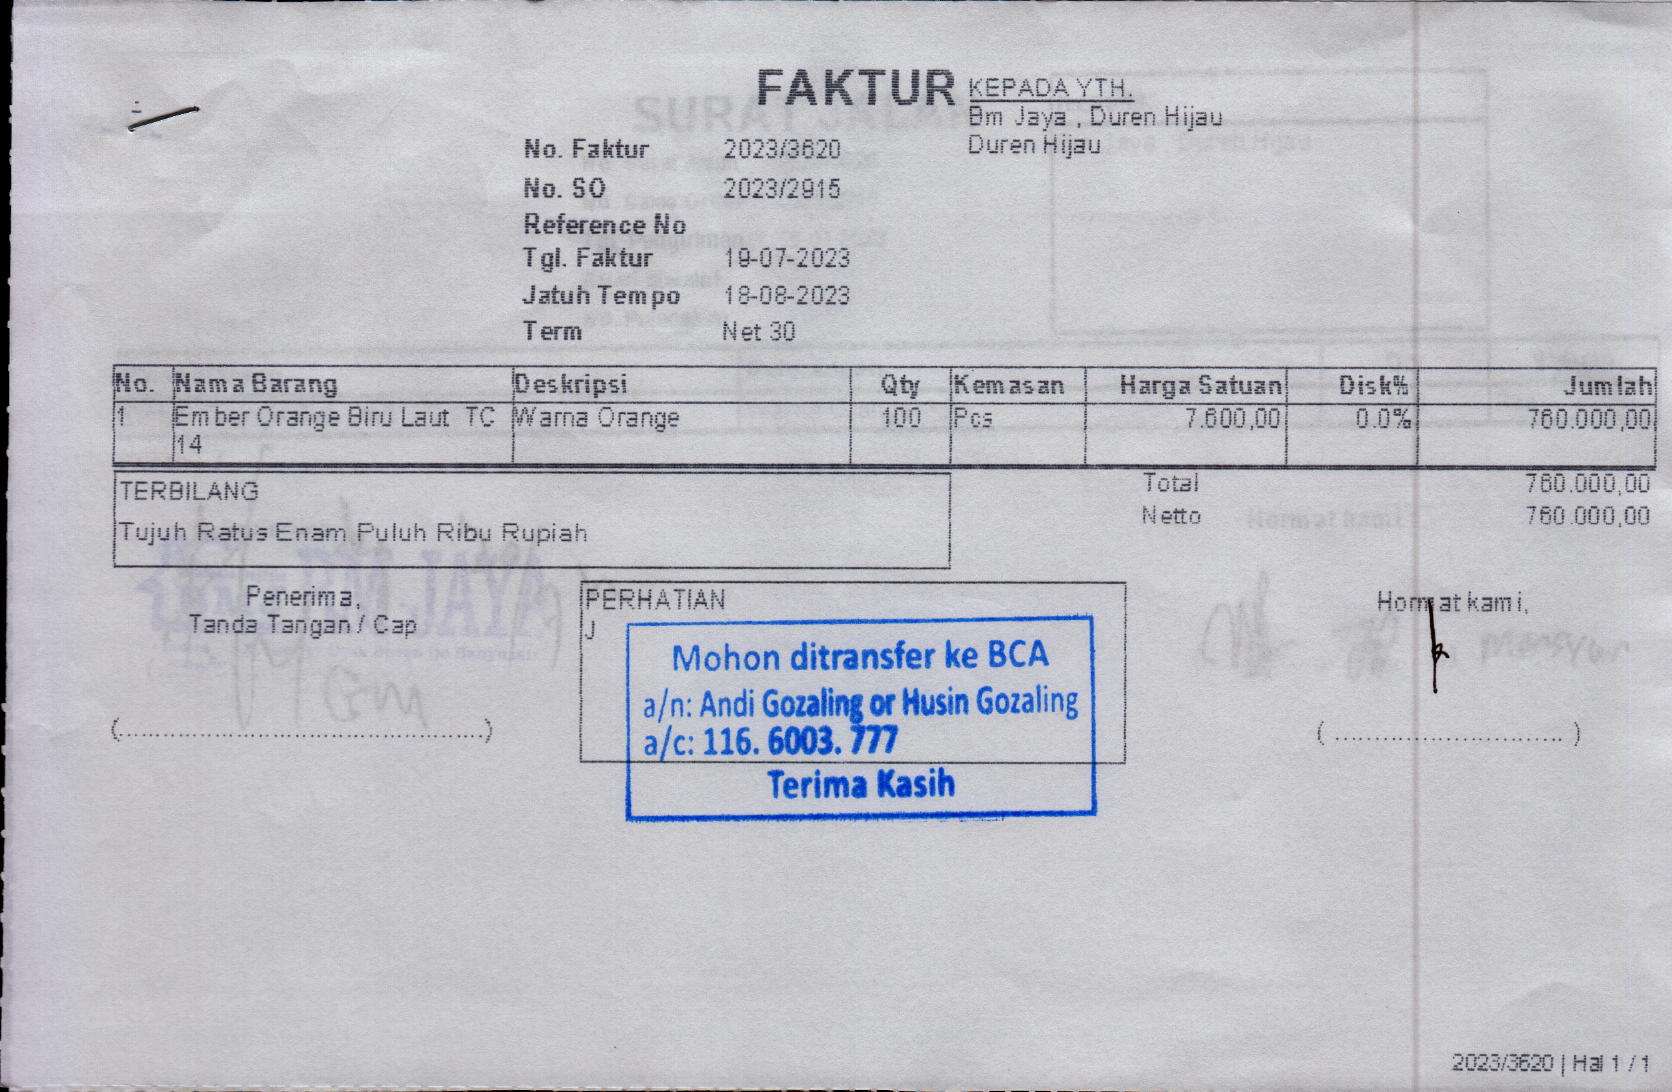 FAKTUR
KEPADA YTH.
Bm Jaya , Duren Hijau
Duren Hijau
No. Faktur 2023/3620
No. SO 2023/2915
Reference No
Tgl. Faktur 19-07-2023
Jatuh Tempo 18-08-2023
Term Net 30
No. Nama Barang Deskripsi Qty Kemasan Harga Satuan Disk% Jumlah
1 Ember Orange Biru Laut TC Warna Orange 100 Pcs 7.600,00 0.0% 760.000,00
14
TERBILANG
Tujuh Ratus Enam Puluh Ribu Rupiah
Total 760.000,00
Netto 760.000,00
Penerima,
Tanda Tangan / Cap
(..............................................)
PERHATIAN
J
Mohon ditransfer ke BCA
a/n: Andi Gozaling or Husin Gozaling
a/c: 116. 6003. 777
Terima Kasih
Hormat kami,
( ............................. )
2023/3620 | Hal 1 / 1